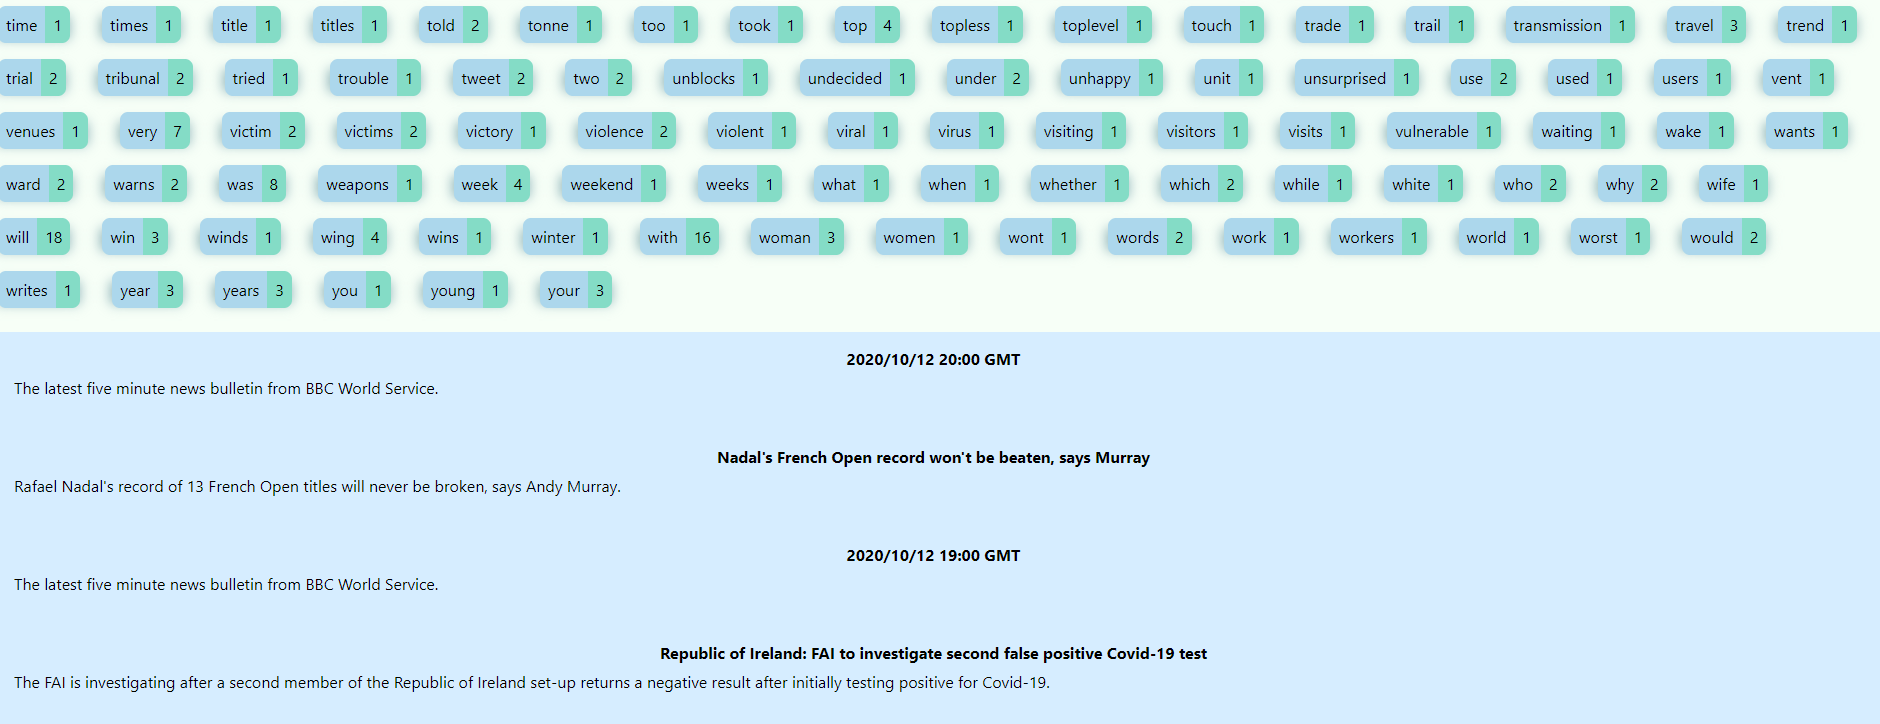 time 1 times 1 title 1 titles 1 told 2 tonne 1 too 1 took 1 top 4 topless 1 toplevel 1 touch 1 trade 1 trail 1 transmission 1 travel 3 trend 1
trial 2 tribunal 2 tried 1 trouble 1 tweet 2 two 2 unblocks 1 undecided 1 under 2 unhappy 1 unit 1 unsurprised 1 use 2 used 1 users 1 vent 1
venues 1 very 7 victim 2 victims 2 victory 1 violence 2 violent 1 viral 1 virus 1 visiting 1 visitors 1 visits 1 vulnerable 1 waiting 1 wake 1 wants 1
ward 2 warns 2 was 8 weapons 1 week 4 weekend 1 weeks 1 what 1 when 1 whether 1 which 2 while 1 white 1 who 2 why 2 wife 1
will 18 win 3 winds 1 wing 4 wins 1 winter 1 with 16 woman 3 women 1 wont 1 words 2 work 1 workers 1 world 1 worst 1 would 2
writes 1 year 3 years 3 you 1 young 1 your 3
2020/10/12 20:00 GMT
The latest five minute news bulletin from BBC World Service.
Nadal's French Open record won't be beaten, says Murray
Rafael Nadal's record of 13 French Open titles will never be broken, says Andy Murray.
2020/10/12 19:00 GMT
The latest five minute news bulletin from BBC World Service.
Republic of Ireland: FAI to investigate second false positive Covid-19 test
The FAI is investigating after a second member of the Republic of Ireland set-up returns a negative result after initially testing positive for Covid-19.